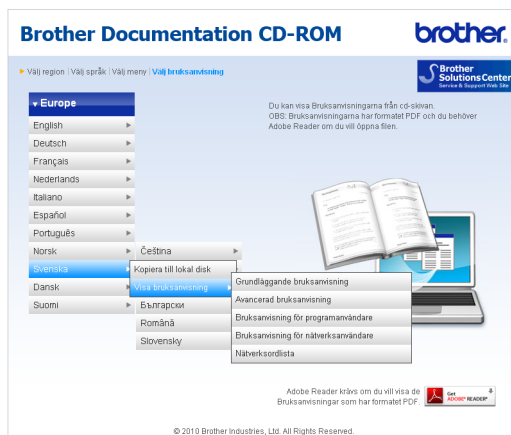 Brother Documentation CD-ROM
brother.
Välj region | Välj språk | Välj meny | Välj bruksanvisning
Brother
Solutions Center
Service & Support Web Site
Europe
Du kan visa Bruksanvisningarna från cd-skivan.
OBS: Bruksanvisningarna har formatet PDF och du behöver
Adobe Reader om du vill öppna filen.
English
Deutsch
Français
Nederlands
Italiano
Español
Português
Norsk
Čeština
Svenska
Kopiera till lokal disk
Dansk
Visa bruksanvisning
Grundläggande bruksanvisning
Suomi
Български
Avancerad bruksanvisning
Română
Bruksanvisning för programanvändare
Slovensky
Bruksanvisning för nätverksanvändare
Nätverksordlista
Adobe Reader krävs om du vill visa de
Bruksanvisningar som har formatet PDF.
Get
ADOBE® READER®
© 2010 Brother Industries, Ltd. All Rights Reserved.